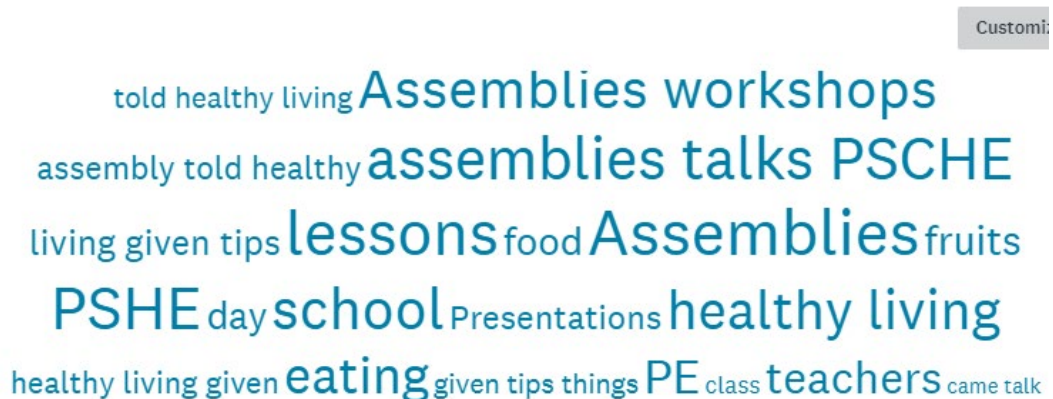 Customiz
told healthy living Assemblies workshops
assembly told healthy assemblies talks PSCHE
living given tips lessons food Assemblies fruits
PSHE day school Presentations healthy living
healthy living given eating given tips things PE class teachers came talk